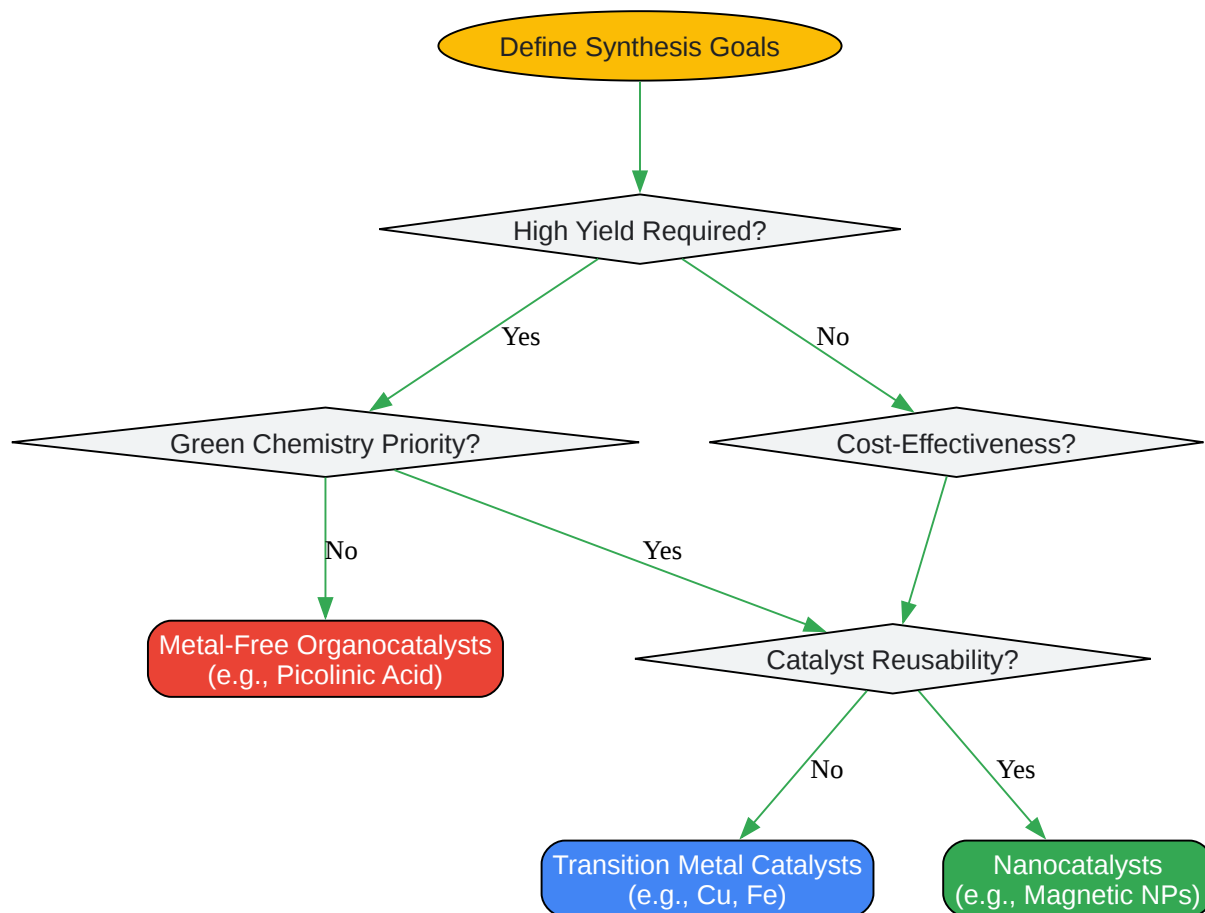 Define Synthesis Goals
High Yield Required?
Yes
No
Green Chemistry Priority?
Cost-Effectiveness?
No
Yes
Metal-Free Organocatalysts
(e.g., Picolinic Acid)
Catalyst Reusability?
No
Yes
Transition Metal Catalysts
(e.g., Cu, Fe)
Nanocatalysts
(e.g., Magnetic NPs)